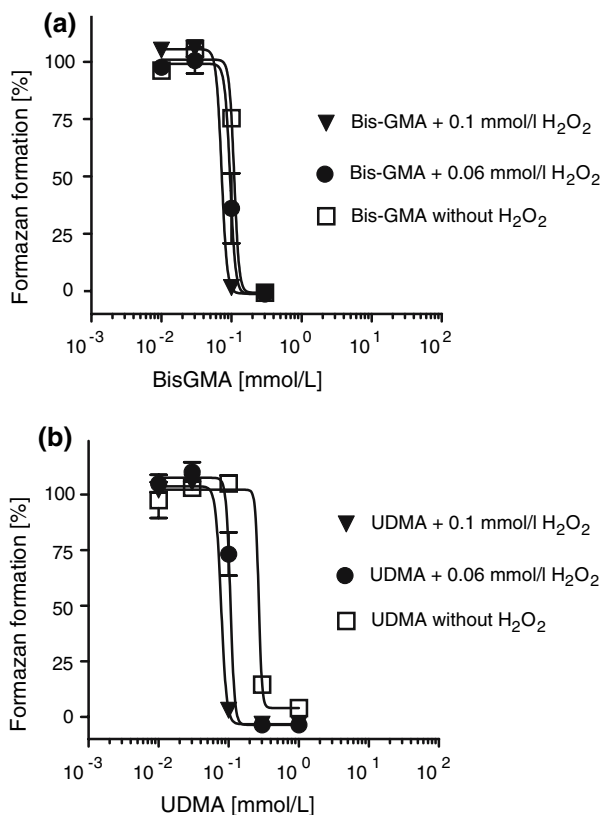 (a)
Formazan formation [%]
100
75
50
25
0
10⁻³ 10⁻² 10⁻¹ 10⁰ 10¹ 10²
BisGMA [mmol/L]
Bis-GMA + 0.1 mmol/l H₂O₂
Bis-GMA + 0.06 mmol/l H₂O₂
Bis-GMA without H₂O₂
(b)
Formazan formation [%]
100
75
50
25
0
10⁻³ 10⁻² 10⁻¹ 10⁰ 10¹ 10²
UDMA [mmol/L]
UDMA + 0.1 mmol/l H₂O₂
UDMA + 0.06 mmol/l H₂O₂
UDMA without H₂O₂